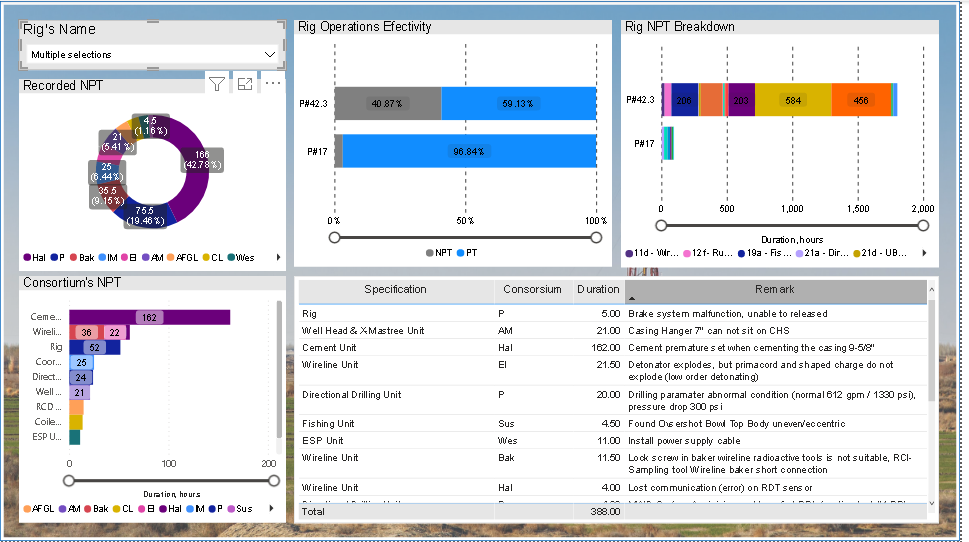 Rig's Name
Multiple selections
Recorded NPT
4.5
(1.16%)
21
(5.41%)
166
(42.78%)
25
(6.44%)
35.5
(9.15%)
75.5
(19.46%)
Hal P Bak IM EI AM AFGL CL Wes
Rig Operations Efectivity
P#42.3 40.87% 59.13%
P#17 96.84%
0% 50% 100%
NPT PT
Rig NPT Breakdown
P#42.3 206 203 584 456
P#17
0 500 1,000 1,500 2,000
Duration, hours
11d - Wir... 12f- Ru... 19a - Fis... 21a - Dir... 21d - UB...
Consortium's NPT
Ceme... 162
Wireli... 36 22
Rig 52
Coor... 25
Direct... 24
Well ... 21
RCD ...
Coile...
ESP U...
0 100 200
Duration, hours
AFGL AM Bak CL EI Hal IM P Sus
Specification Consorsium Duration Remark
Rig P 5.00 Brake system malfunction, unable to released
Well Head & X-Mastree Unit AM 21.00 Casing Hanger 7" can not sit on CHS
Cement Unit Hal 162.00 Cement premature set when cementing the casing 9-5/8"
Wireline Unit EI 21.50 Detonator explodes, but primacord and shaped charge do not
explode (low order detonating)
Directional Drilling Unit P 20.00 Drilling paramater abnormal condition (normal 612 gpm / 1330 psi),
pressure drop 300 psi
Fishing Unit Sus 4.50 Found Overshot Bowl Top Body uneven/eccentric
ESP Unit Wes 11.00 Install power supply cable
Wireline Unit Bak 11.50 Lock screw in baker wireline radioactive tools is not suitable, RCI-
Sampling tool Wireline baker short connection
Wireline Unit Hal 4.00 Lost communication (error) on RDT sensor
Total 388.00